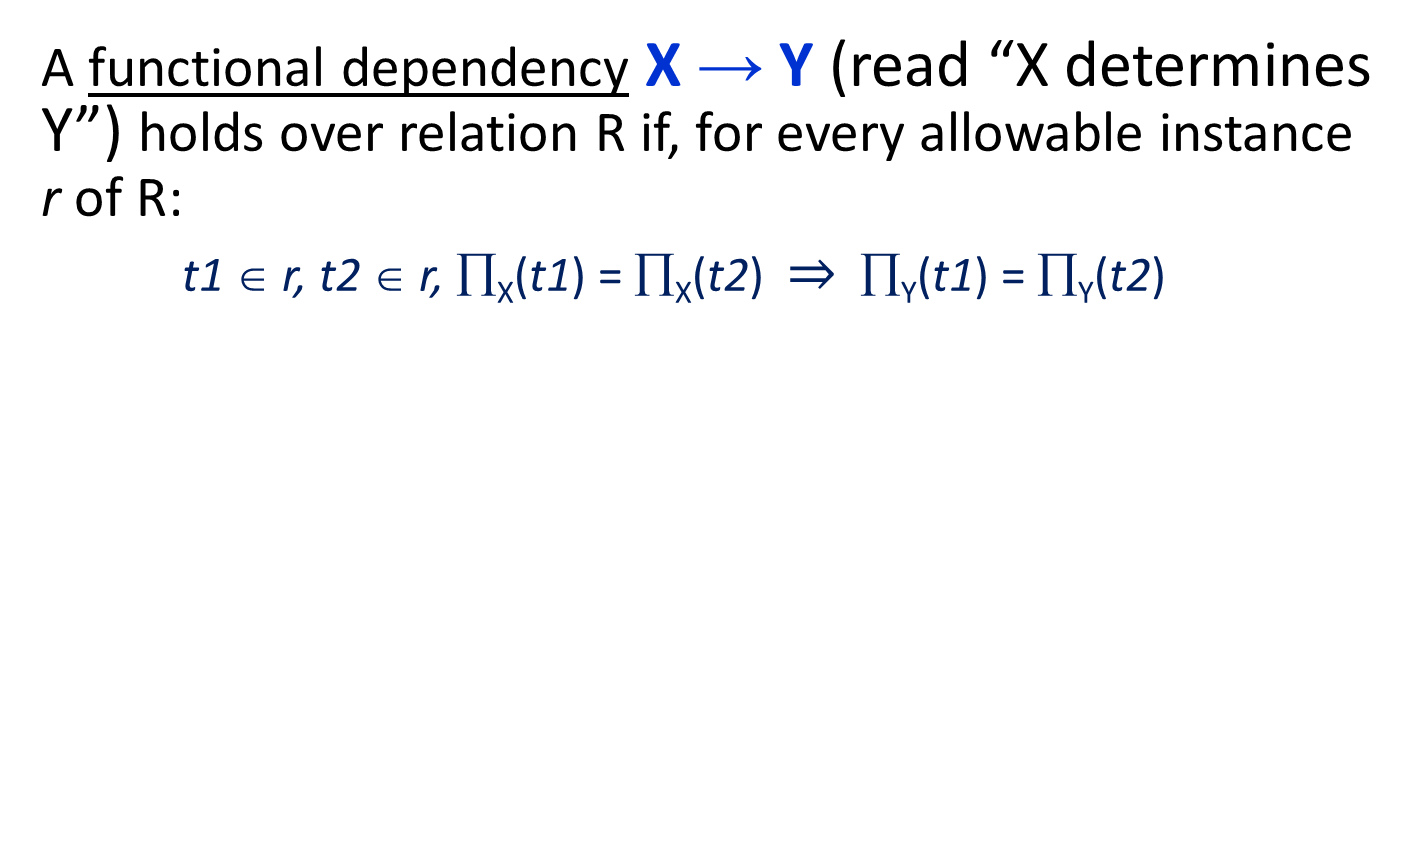 A functional dependency X → Y (read “X determines
Y”) holds over relation R if, for every allowable instance
r of R:
t1 ∈ r, t2 ∈ r, ∏X(t1) = ∏X(t2) ⇒ ∏Y(t1) = ∏Y(t2)